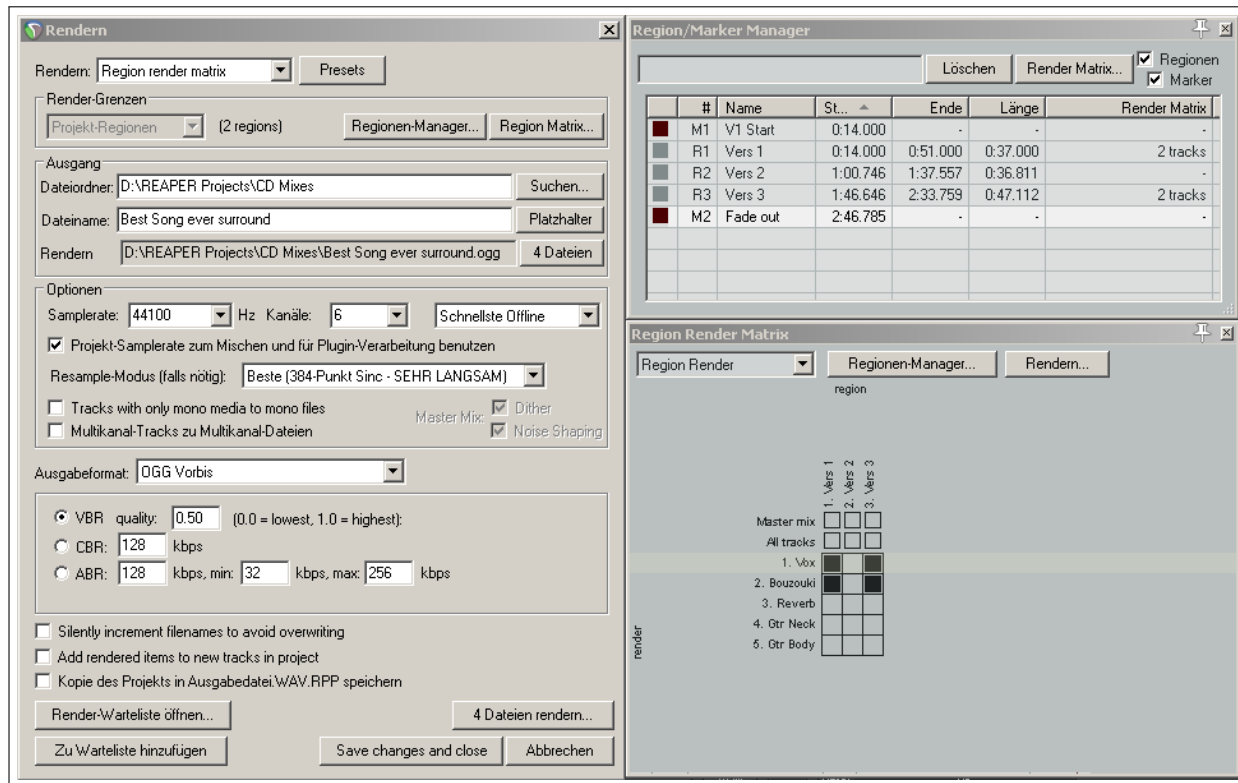 Rendern
Rendern: Region render matrix Presets
Render-Grenzen
Projekt-Regionen (2 regions) Regionen-Manager... Region Matrix...
Ausgang
Dateiordner: D:\REAPER Projects\CD Mixes Suchen...
Dateiname: Best Song ever surround Platzhalter
Rendern D:\REAPER Projects\CD Mixes\Best Song ever surround.ogg 4 Dateien
Optionen
Samplerate: 44100 Hz Kanäle: 6 Schnellste Offline
Projekt-Samplerate zum Mischen und für Plugin-Verarbeitung benutzen
Resample-Modus (falls nötig): Beste (384-Punkt Sinc - SEHR LANGSAM)
Tracks with only mono media to mono files
Multikanal-Tracks zu Multikanal-Dateien
Master Mix: Dither
Noise Shaping
Ausgabeformat: OGG Vorbis
VBR quality: 0.50 (0.0 = lowest, 1.0 = highest):
CBR: 128 kbps
ABR: 128 kbps, min: 32 kbps, max: 256 kbps
Silently increment filenames to avoid overwriting
Add rendered items to new tracks in project
Kopie des Projekts in Ausgabedatei.WAV.RPP speichern
Render-Warteliste öffnen... 4 Dateien rendern...
Zu Warteliste hinzufügen Save changes and close Abbrechen
Region/Marker Manager
Löschen Render Matrix... Regionen
Marker
# Name St... Ende Länge Render Matrix
M1 V1 Start 0:14.000 - - -
R1 Vers 1 0:14.000 0:51.000 0:37.000 2 tracks
R2 Vers 2 1:00.746 1:37.557 0:36.811 -
R3 Vers 3 1:46.646 2:33.759 0:47.112 2 tracks
M2 Fade out 2:46.785 - - -
Region Render Matrix
Region Render Regionen-Manager... Rendern...
region
1. Vers 1
2. Vers 2
3. Vers 3
Master mix
All tracks
1. Vox
2. Bouzouki
3. Reverb
4. Gtr Neck
5. Gtr Body
render